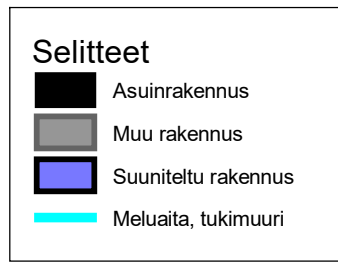 Selitteet
Asuinrakennus
Muu rakennus
Suuniteltu rakennus
Meluaita, tukimuuri